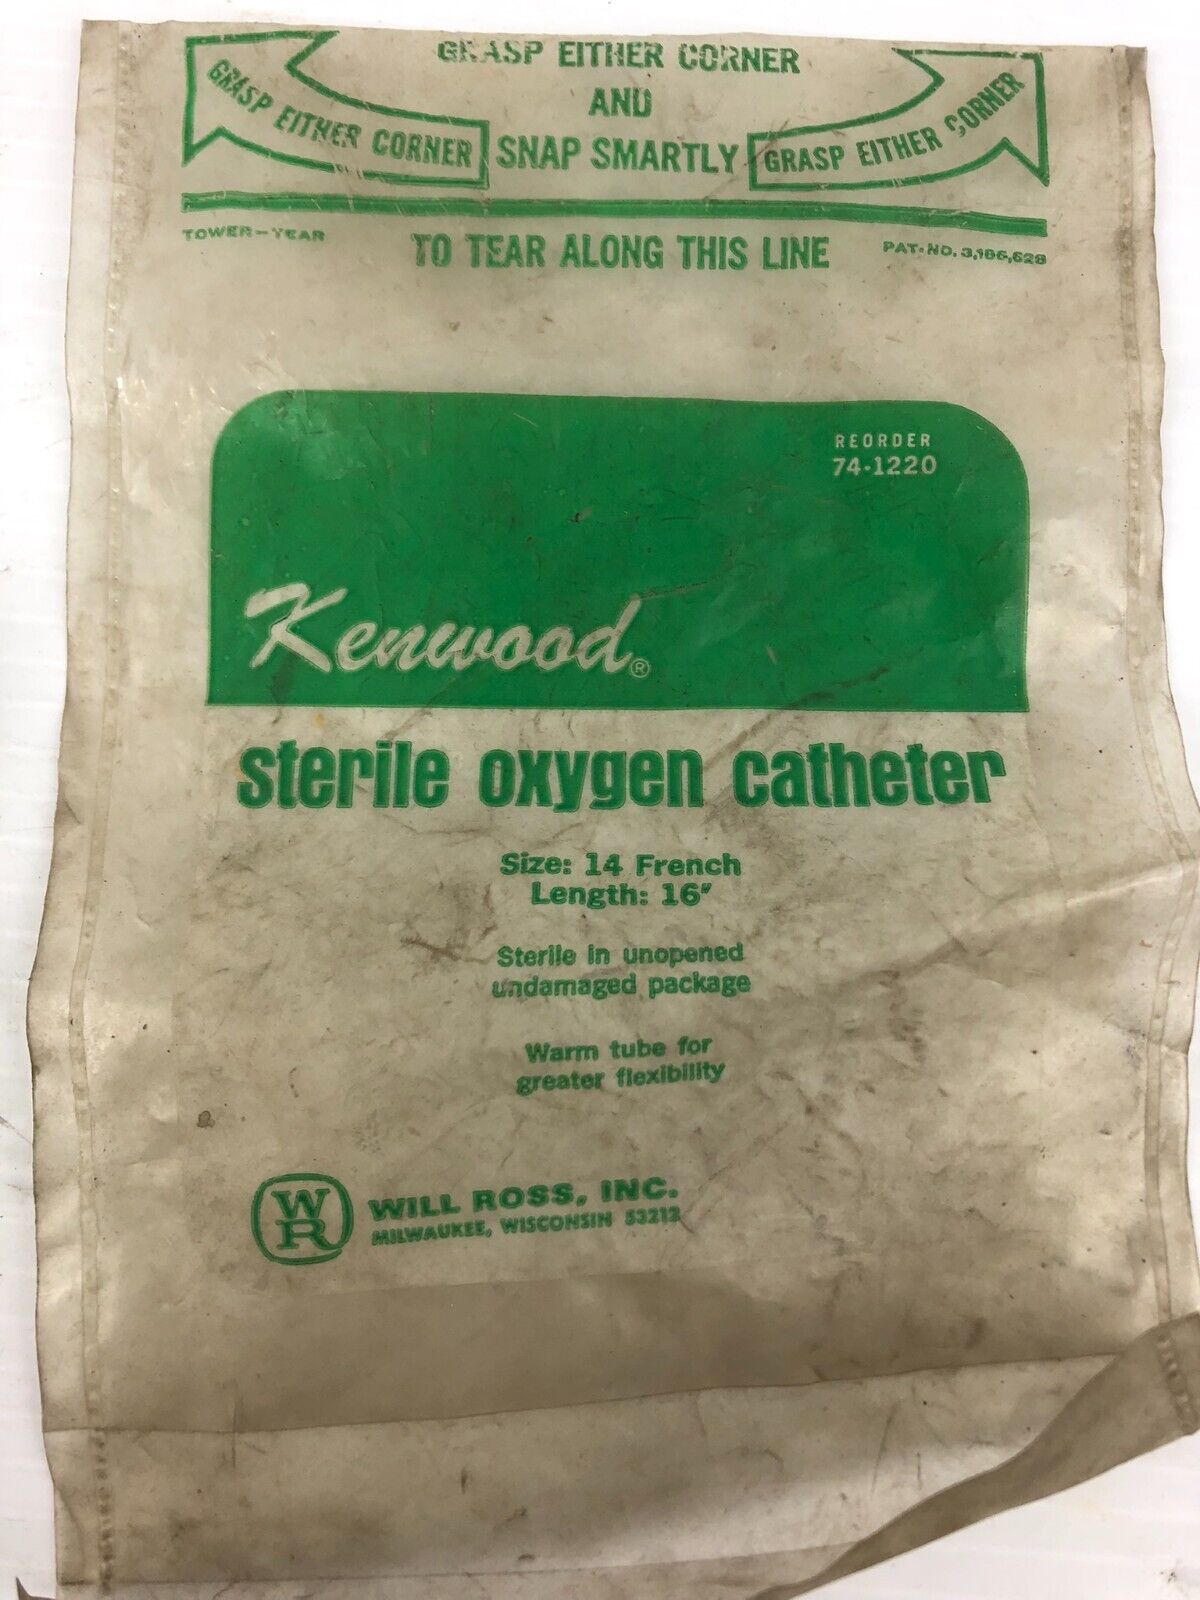 GRASP EITHER CORNER
AND
SNAP SMARTLY
GRASP EITHER CORNER
GRASP EITHER CORNER
TOWER-TEAR
TO TEAR ALONG THIS LINE
PAT. NO. 3,186,628
REORDER
74-1220
Kenwood®
sterile oxygen catheter
Size: 14 French
Length: 16"
Sterile in unopened
undamaged package
Warm tube for
greater flexibility
WR
WILL ROSS, INC.
MILWAUKEE, WISCONSIN 53212